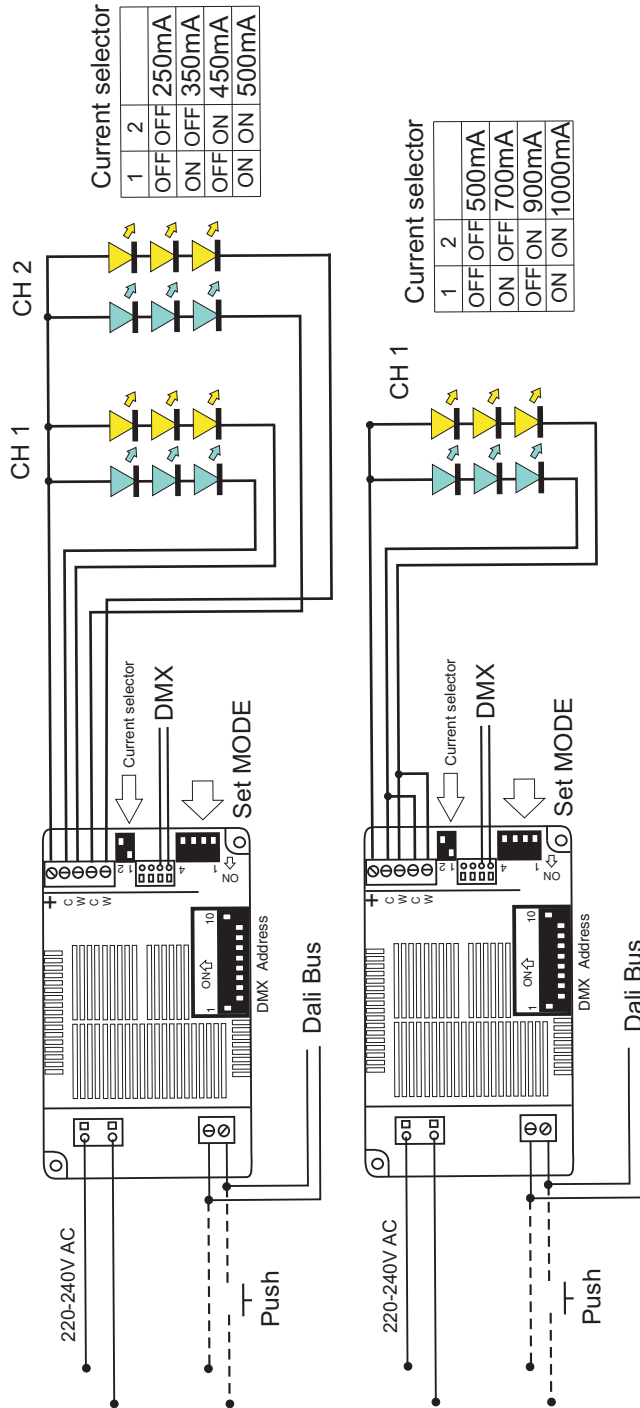 Current selector
1 2
OFF OFF 250mA
ON OFF 350mA
OFF ON 450mA
ON ON 500mA
CH 2
CH 1
Current selector
DMX
Set MODE
+
C
W
C
W
1 2
4 1
ON
1 10
ON
DMX Address
220-240V AC
Dali Bus
Push
Current selector
1 2
OFF OFF 500mA
ON OFF 700mA
OFF ON 900mA
ON ON 1000mA
CH 1
Current selector
DMX
Set MODE
+
C
W
C
W
1 2
4 1
ON
1 10
ON
DMX Address
220-240V AC
Dali Bus
Push